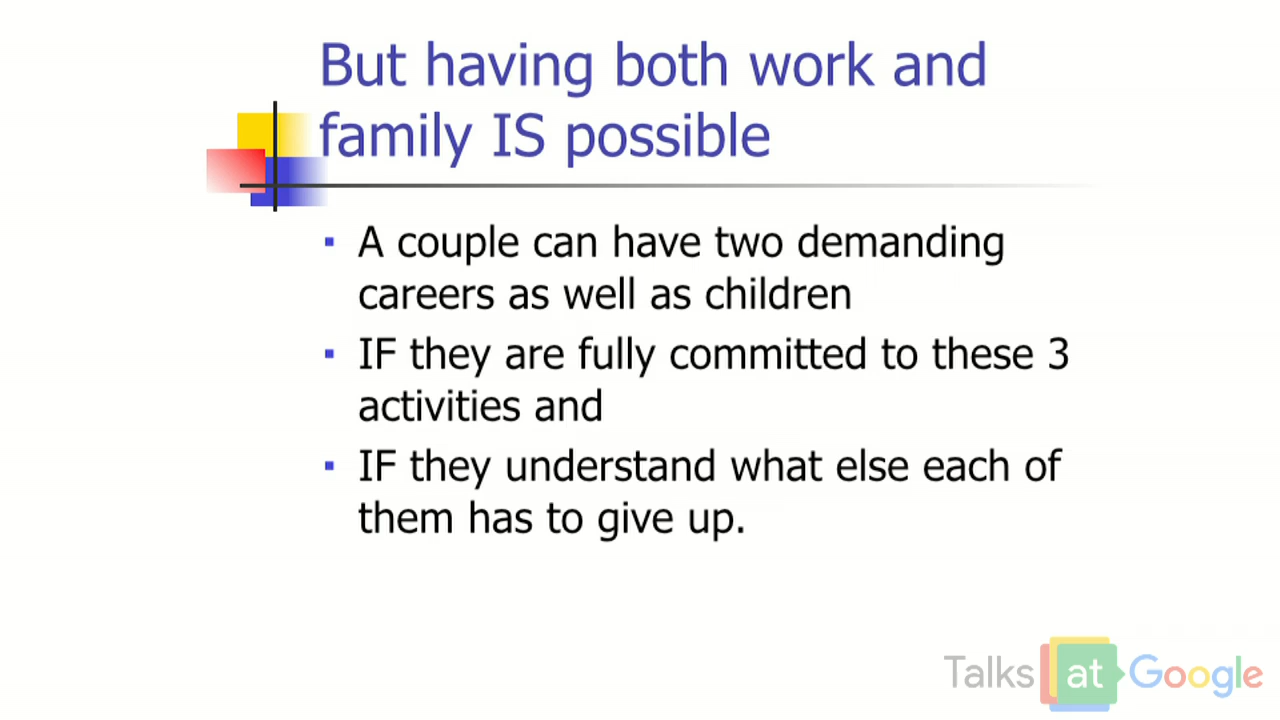 But having both work and
family IS possible
▪ A couple can have two demanding
careers as well as children
▪ IF they are fully committed to these 3
activities and
▪ IF they understand what else each of
them has to give up.
Talks at Google